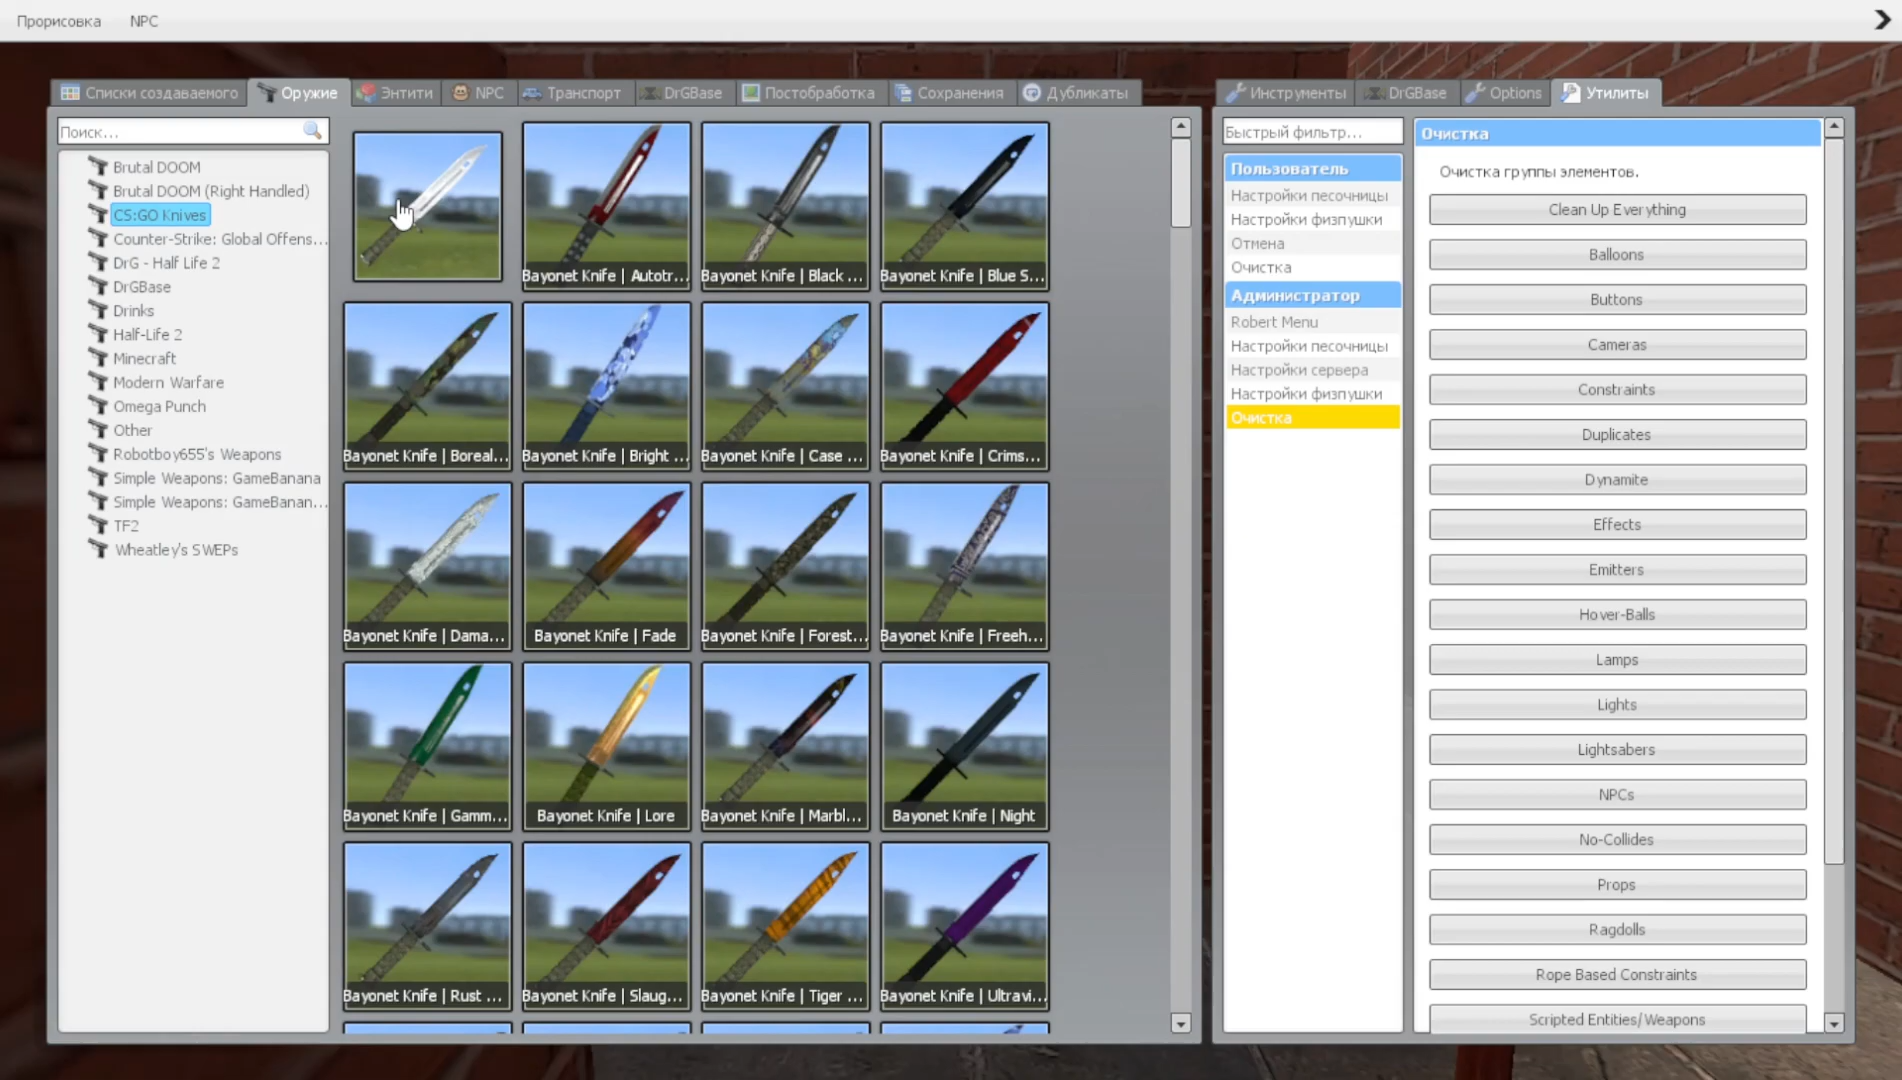 Прорисовка NPC
Списки создаваемого Оружие Энтити NPC Транспорт DrGBase Постобработка Сохранения Дубликаты
Поиск...
Brutal DOOM
Brutal DOOM (Right Handled)
CS:GO Knives
Counter-Strike: Global Offens...
DrG - Half Life 2
DrGBase
Drinks
Half-Life 2
Minecraft
Modern Warfare
Omega Punch
Other
Robotboy655's Weapons
Simple Weapons: GameBanana
Simple Weapons: GameBanan...
TF2
Wheatley's SWEPs
Bayonet Knife | Autotr...
Bayonet Knife | Black ...
Bayonet Knife | Blue S...
Bayonet Knife | Boreal...
Bayonet Knife | Bright ...
Bayonet Knife | Case ...
Bayonet Knife | Crims...
Bayonet Knife | Dama...
Bayonet Knife | Fade
Bayonet Knife | Forest...
Bayonet Knife | Freeh...
Bayonet Knife | Gamm...
Bayonet Knife | Lore
Bayonet Knife | Marbl...
Bayonet Knife | Night
Bayonet Knife | Rust ...
Bayonet Knife | Slaug...
Bayonet Knife | Tiger ...
Bayonet Knife | Ultravi...
Инструменты DrGBase Options Утилиты
Быстрый фильтр...
Пользователь
Настройки песочницы
Настройки физпушки
Отмена
Очистка
Администратор
Robert Menu
Настройки песочницы
Настройки сервера
Настройки физпушки
Очистка
Очистка
Очистка группы элементов.
Clean Up Everything
Balloons
Buttons
Cameras
Constraints
Duplicates
Dynamite
Effects
Emitters
Hover-Balls
Lamps
Lights
Lightsabers
NPCs
No-Collides
Props
Ragdolls
Rope Based Constraints
Scripted Entities/Weapons